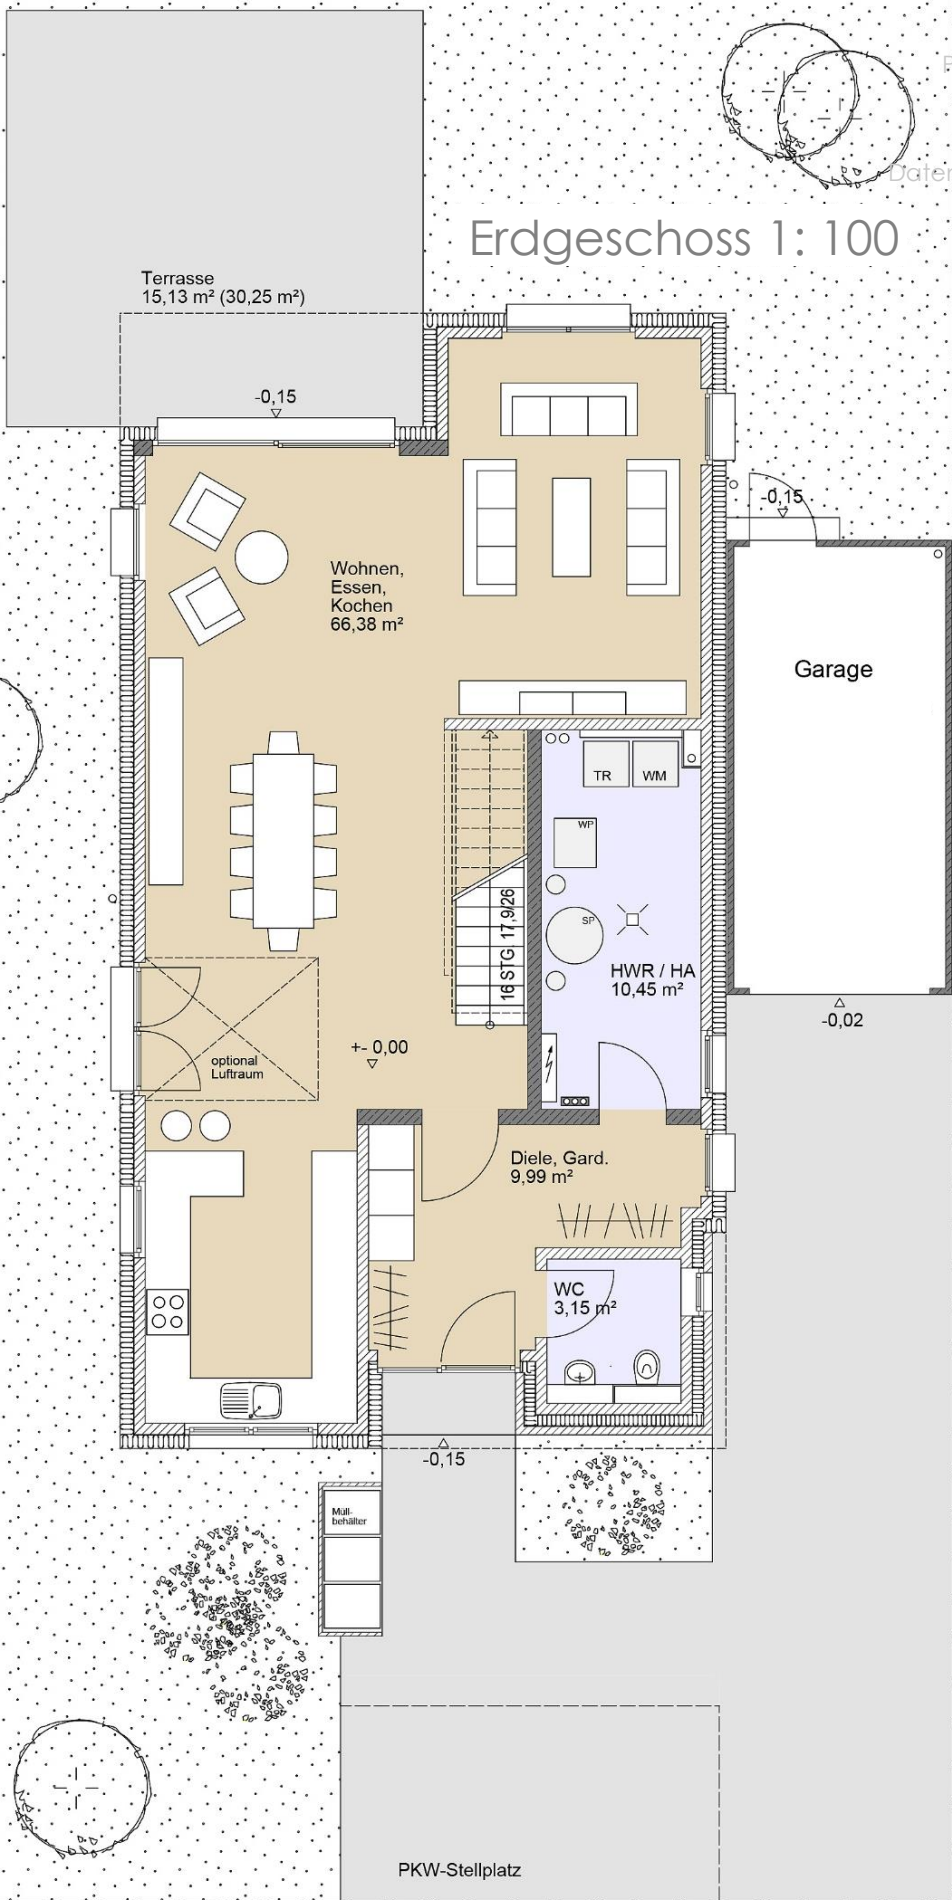 Daten
Erdgeschoss 1: 100
Terrasse
15,13 m² (30,25 m²)
-0,15
-0,15
Wohnen,
Essen,
Kochen
66,38 m²
Garage
TR
WM
WP
SP
16 STG. 17,9/26
HWR / HA
10,45 m²
-0,02
+- 0,00
optional
Luftraum
Diele, Gard.
9,99 m²
WC
3,15 m²
-0,15
Müll-
behälter
PKW-Stellplatz